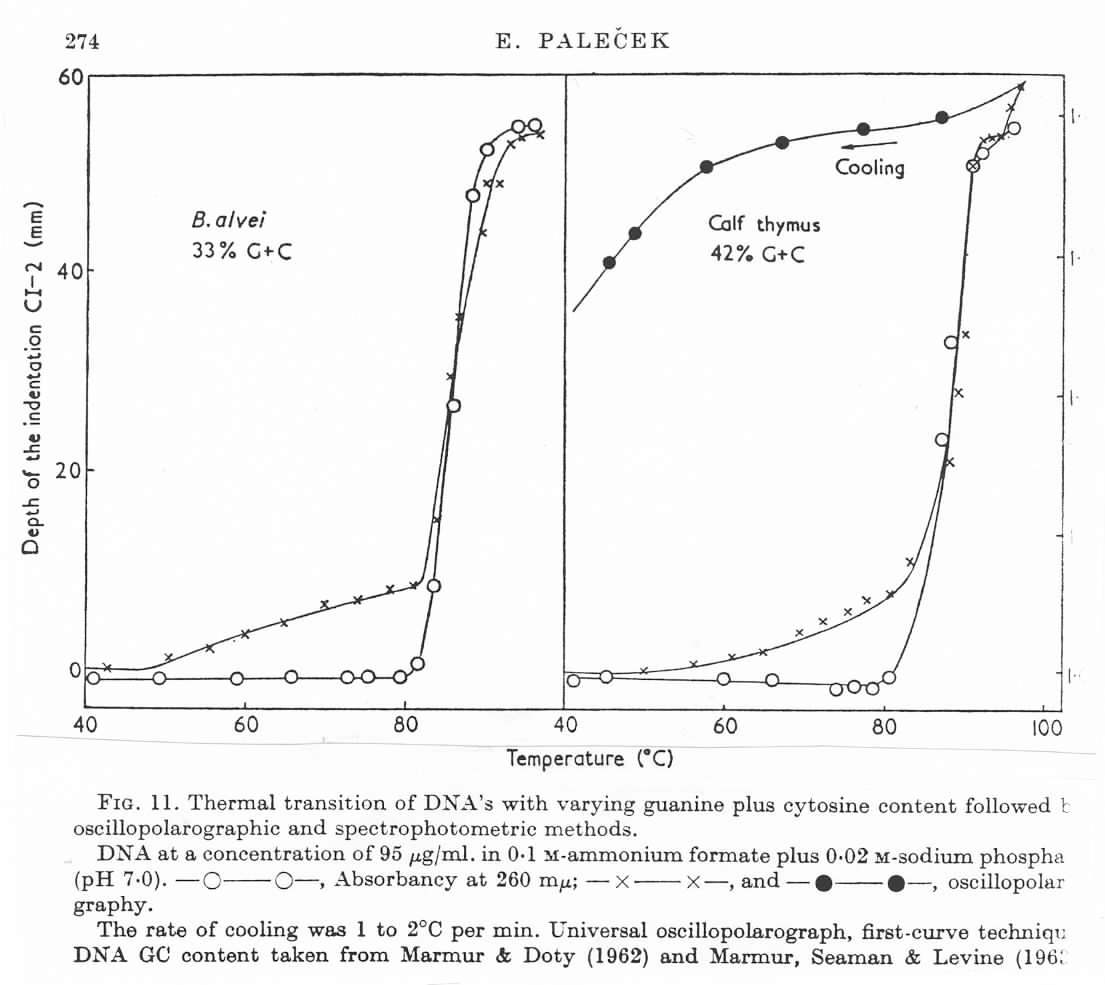 274
E. PALEČEK
60
40
20
0
Depth of the indentation CI-2 (mm)
B. alvei
33% G+C
Cooling
Calf thymus
42% G+C
40 60 80 40 60 80 100
Temperature (°C)
FIG. 11. Thermal transition of DNA's with varying guanine plus cytosine content followed
oscillopolarographic and spectrophotometric methods.
DNA at a concentration of 95 μg/ml. in 0·1 M-ammonium formate plus 0·02 M-sodium phospha
(pH 7·0). —○——○—, Absorbancy at 260 mμ; —×——×—, and —●——●—, oscillopolar
graphy.
The rate of cooling was 1 to 2°C per min. Universal oscillopolarograph, first-curve techniqu
DNA GC content taken from Marmur & Doty (1962) and Marmur, Seaman & Levine (196